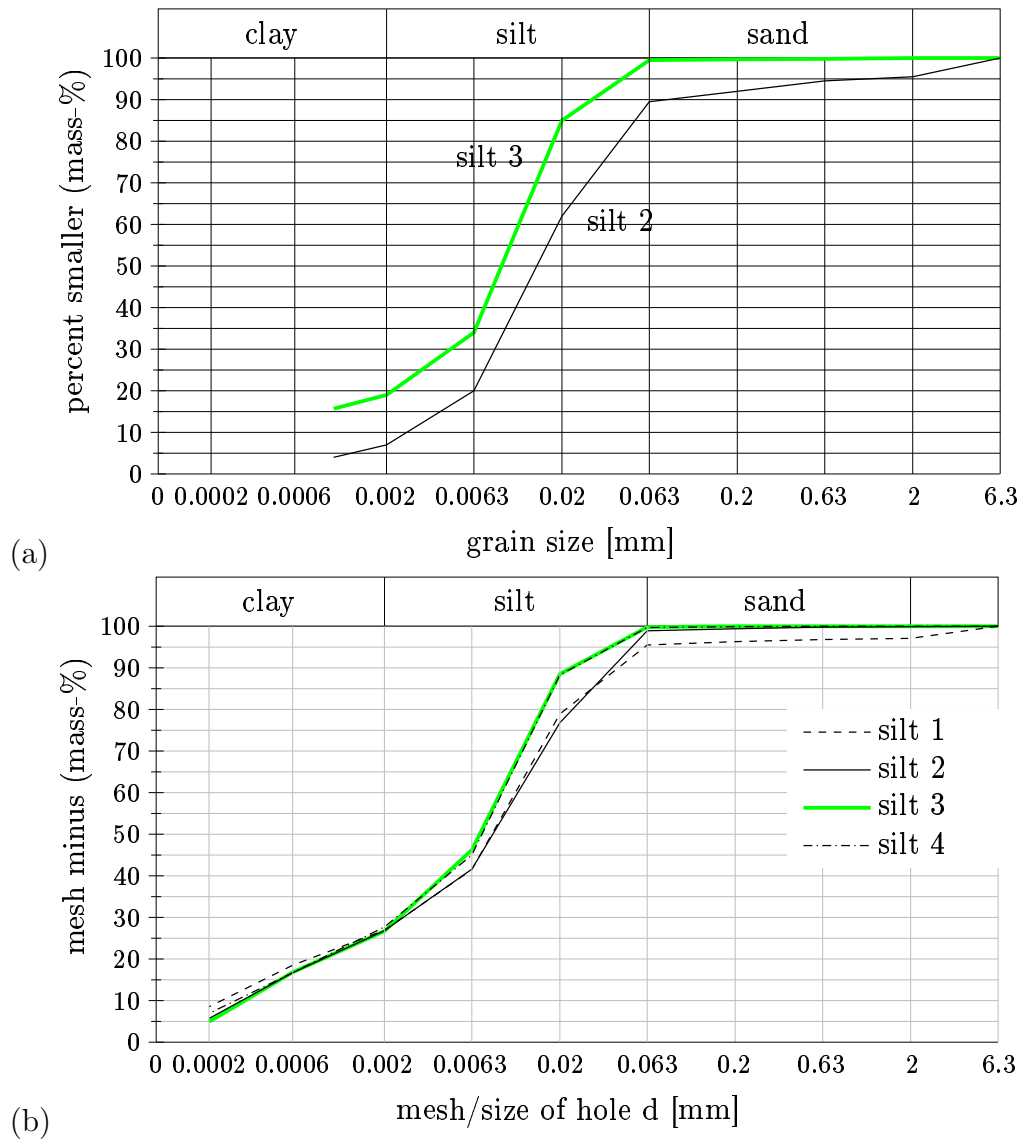 clay silt sand
100
90
80
70
60
50
40
30
20
10
0
percent smaller (mass-%)
silt 3
silt 2
0 0.0002 0.0006 0.002 0.0063 0.02 0.063 0.2 0.63 2 6.3
grain size [mm]
(a)
clay silt sand
100
90
80
70
60
50
40
30
20
10
0
mesh minus (mass-%)
silt 1
silt 2
silt 3
silt 4
0 0.0002 0.0006 0.002 0.0063 0.02 0.063 0.2 0.63 2 6.3
mesh/size of hole d [mm]
(b)